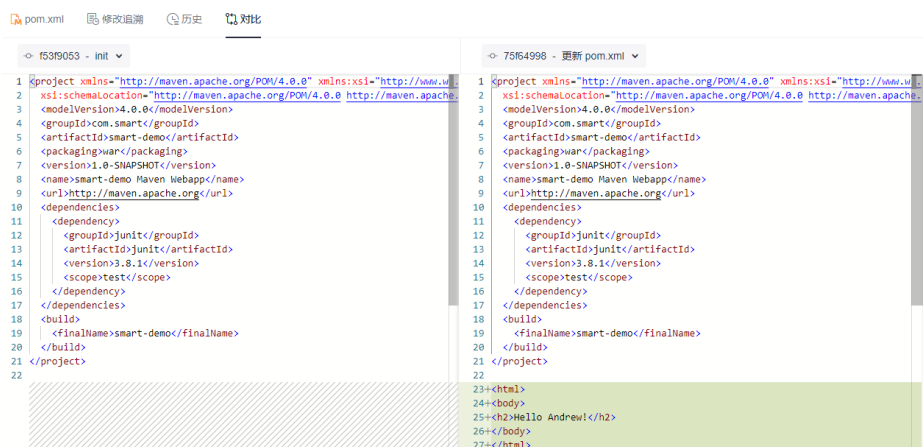 pom.xml 修改追溯 历史 对比
f53f9053 - init
1 <project xmlns="http://maven.apache.org/POM/4.0.0" xmlns:xsi="http://www.w
2 xsi:schemaLocation="http://maven.apache.org/POM/4.0.0 http://maven.apache.
3 <modelVersion>4.0.0</modelVersion>
4 <groupId>com.smart</groupId>
5 <artifactId>smart-demo</artifactId>
6 <packaging>war</packaging>
7 <version>1.0-SNAPSHOT</version>
8 <name>smart-demo Maven Webapp</name>
9 <url>http://maven.apache.org</url>
10 <dependencies>
11 <dependency>
12 <groupId>junit</groupId>
13 <artifactId>junit</artifactId>
14 <version>3.8.1</version>
15 <scope>test</scope>
16 </dependency>
17 </dependencies>
18 <build>
19 <finalName>smart-demo</finalName>
20 </build>
21 </project>
22
75f64998 - 更新 pom.xml
1 <project xmlns="http://maven.apache.org/POM/4.0.0" xmlns:xsi="http://www.w
2 xsi:schemaLocation="http://maven.apache.org/POM/4.0.0 http://maven.apache.
3 <modelVersion>4.0.0</modelVersion>
4 <groupId>com.smart</groupId>
5 <artifactId>smart-demo</artifactId>
6 <packaging>war</packaging>
7 <version>1.0-SNAPSHOT</version>
8 <name>smart-demo Maven Webapp</name>
9 <url>http://maven.apache.org</url>
10 <dependencies>
11 <dependency>
12 <groupId>junit</groupId>
13 <artifactId>junit</artifactId>
14 <version>3.8.1</version>
15 <scope>test</scope>
16 </dependency>
17 </dependencies>
18 <build>
19 <finalName>smart-demo</finalName>
20 </build>
21 </project>
22
23+<html>
24+<body>
25+<h2>Hello Andrew!</h2>
26+</body>
27+</html>